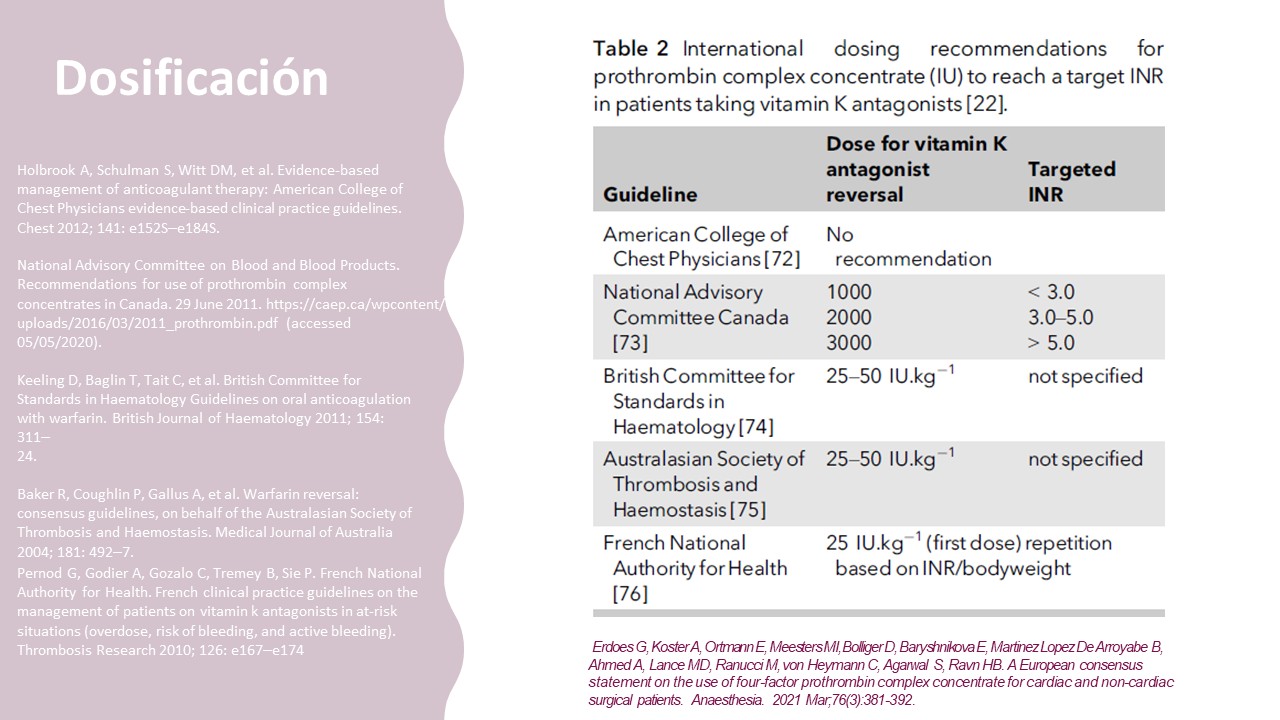 Dosificación
Holbrook A, Schulman S, Witt DM, et al. Evidence-based
management of anticoagulant therapy: American College of
Chest Physicians evidence-based clinical practice guidelines.
Chest 2012; 141: e152S–e184S.
National Advisory Committee on Blood and Blood Products.
Recommendations for use of prothrombin complex
concentrates in Canada. 29 June 2011. https://caep.ca/wpcontent/
uploads/2016/03/2011_prothrombin.pdf (accessed
05/05/2020).
Keeling D, Baglin T, Tait C, et al. British Committee for
Standards in Haematology Guidelines on oral anticoagulation
with warfarin. British Journal of Haematology 2011; 154:
311–
24.
Baker R, Coughlin P, Gallus A, et al. Warfarin reversal:
consensus guidelines, on behalf of the Australasian Society of
Thrombosis and Haemostasis. Medical Journal of Australia
2004; 181: 492–7.
Pernod G, Godier A, Gozalo C, Tremey B, Sie P. French National
Authority for Health. French clinical practice guidelines on the
management of patients on vitamin k antagonists in at-risk
situations (overdose, risk of bleeding, and active bleeding).
Thrombosis Research 2010; 126: e167–e174
Table 2 International dosing recommendations for
prothrombin complex concentrate (IU) to reach a target INR
in patients taking vitamin K antagonists [22].
Dose for vitamin K
antagonist Targeted
Guideline reversal INR
American College of No
Chest Physicians [72] recommendation
National Advisory 1000 < 3.0
Committee Canada 2000 3.0–5.0
[73] 3000 > 5.0
British Committee for 25–50 IU.kg⁻¹ not specified
Standards in
Haematology [74]
Australasian Society of 25–50 IU.kg⁻¹ not specified
Thrombosis and
Haemostasis [75]
French National 25 IU.kg⁻¹ (first dose) repetition
Authority for Health based on INR/bodyweight
[76]
Erdoes G, Koster A, Ortmann E, Meesters MI, Bolliger D, Baryshnikova E, Martinez Lopez De Arroyabe B,
Ahmed A, Lance MD, Ranucci M, von Heymann C, Agarwal S, Ravn HB. A European consensus
statement on the use of four-factor prothrombin complex concentrate for cardiac and non-cardiac
surgical patients. Anaesthesia. 2021 Mar;76(3):381-392.